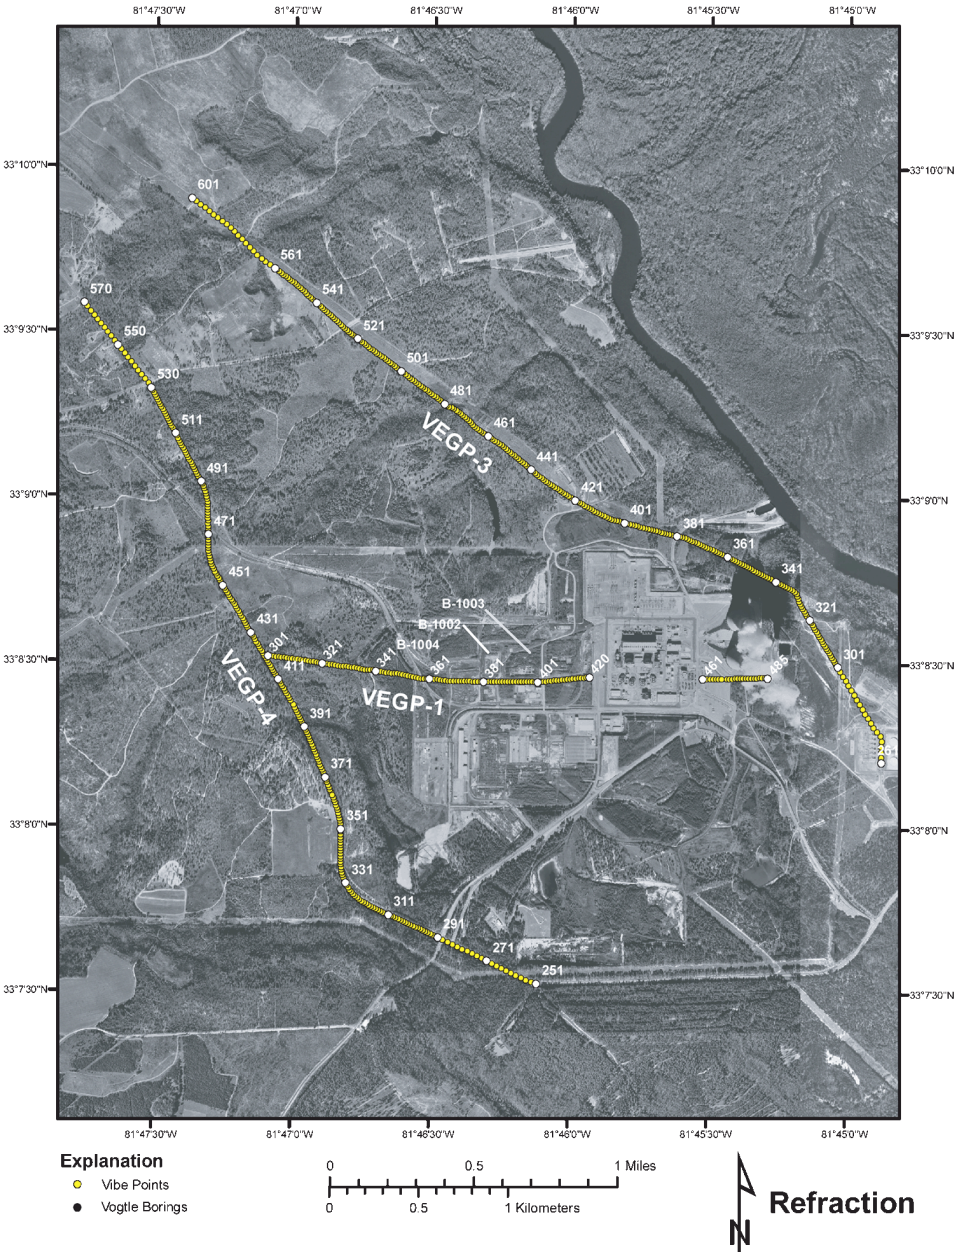 81°47'30"W 81°47'0"W 81°46'30"W 81°46'0"W 81°45'30"W 81°46'0"W
33°10'0"N 33°10'0"N
601
561
570
541
33°9'30"N 33°9'30"N
550
521
501
530
481
511
461
VEGP-3
441
491
421
33°9'0"N 33°9'0"N
401
471
381
361
341
451
B-1003
321
431
B-1002
301
B-1004
321
341
361
381
401
420
461
485
301
33°8'30"N 33°8'30"N
411
VEGP-4
VEGP-1
391
261
371
351
33°8'0"N 33°8'0"N
331
311
291
271
251
33°7'30"N 33°7'30"N
81°47'30"W 81°47'0"W 81°46'30"W 81°46'0"W 81°45'30"W 81°45'0"W
Explanation
Vibe Points
Vogtle Borings
0 0.5 1 Miles
0 0.5 1 Kilometers
N
Refraction